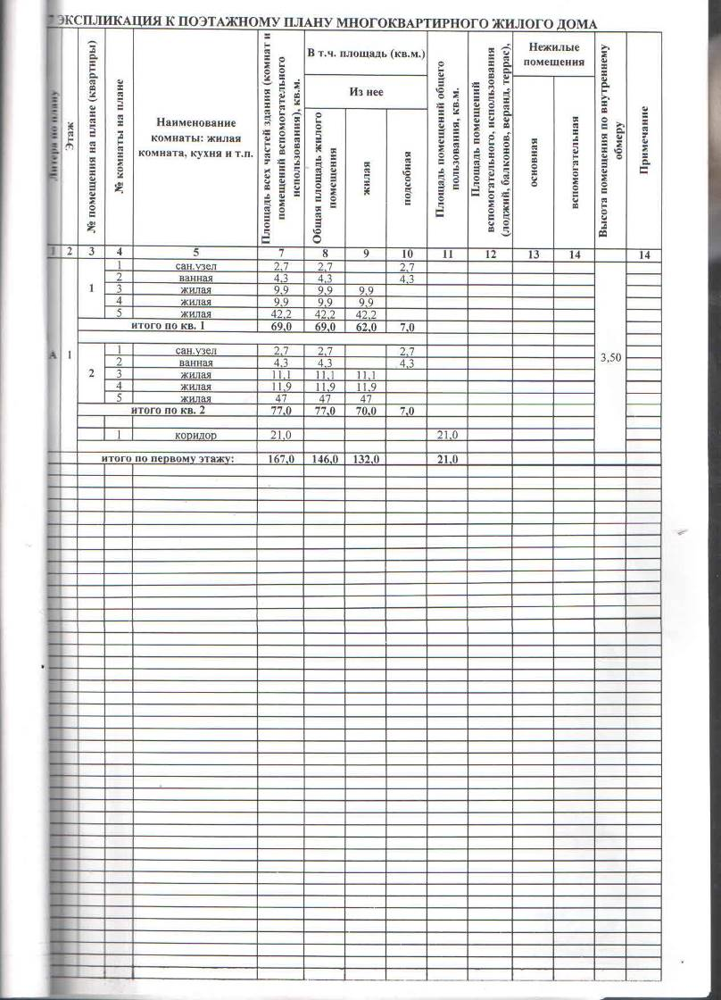 7 ЭКСПЛИКАЦИЯ К ПОЭТАЖНОМУ ПЛАНУ МНОГОКВАРТИРНОГО ЖИЛОГО ДОМА
Литера по плану
Этаж
№ помещения на плане (квартиры)
№ комнаты на плане
Наименование
комнаты: жилая
комната, кухня и т.п.
Площадь всех частей здания (комнат и
помещений вспомогательного
использования), кв.м.
В т.ч. площадь (кв.м.)
Из нее
Общая площадь жилого
помещения
жилая
подсобная
Площадь помещений общего
пользования, кв.м.
Площадь помещений
вспомогательного, использования
(лоджий, балконов, веранд, террас),
Нежилые
помещения
основная
вспомогательная
Высота помещения по внутреннему
обмеру
Примечание
1 2 3 4 5 7 8 9 10 11 12 13 14 14
1 сан.узел 2,7 2,7 2,7
2 ванная 4,3 4,3 4,3
1 3 жилая 9,9 9,9 9,9
4 жилая 9,9 9,9 9,9
5 жилая 42,2 42,2 42,2
итого по кв. 1 69,0 69,0 62,0 7,0
А 1 1 сан.узел 2,7 2,7 2,7 3,50
2 ванная 4,3 4,3 4,3
2 3 жилая 11,1 11,1 11,1
4 жилая 11,9 11,9 11,9
5 жилая 47 47 47
итого по кв. 2 77,0 77,0 70,0 7,0
1 коридор 21,0 21,0
итого по первому этажу: 167,0 146,0 132,0 21,0